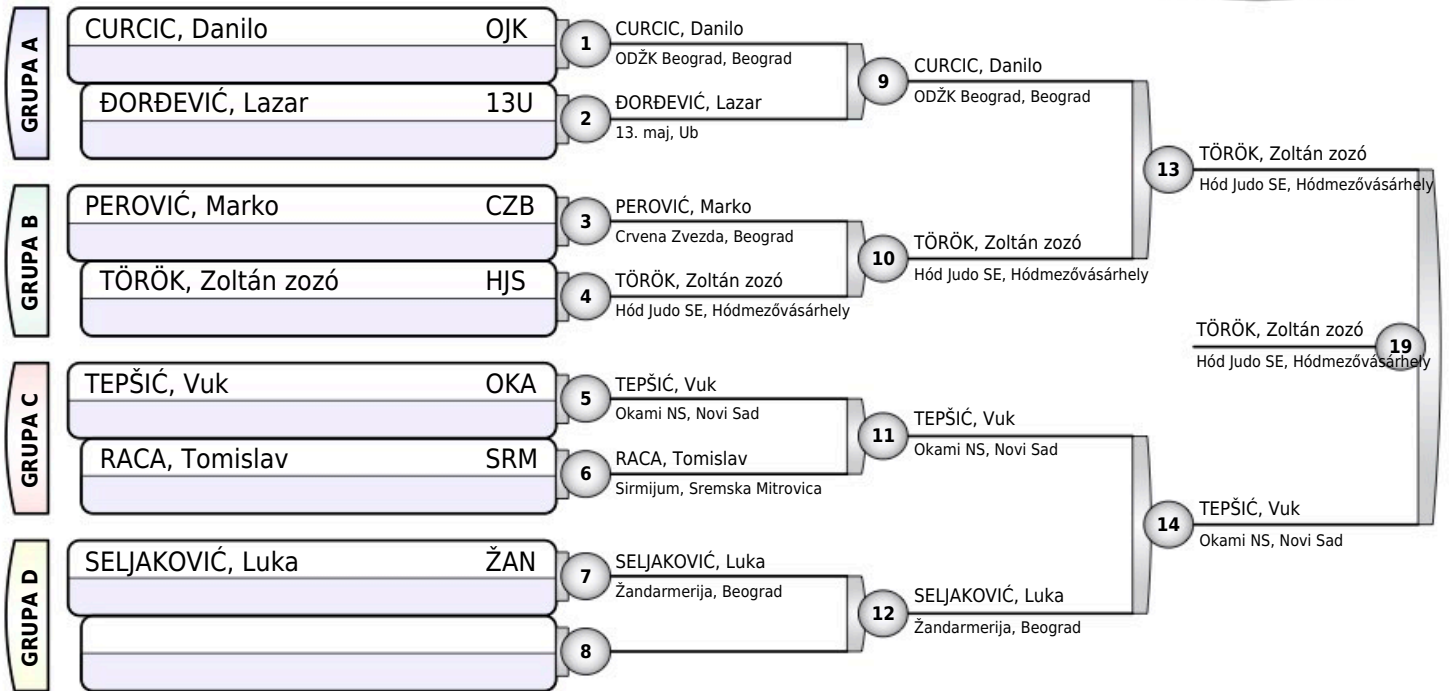 GRUPA A
CURCIC, Danilo OJK
ĐORĐEVIĆ, Lazar 13U
GRUPA B
PEROVIĆ, Marko CZB
TÖRÖK, Zoltán zozó HJS
GRUPA C
TEPŠIĆ, Vuk OKA
RACA, Tomislav SRM
GRUPA D
SELJAKOVIĆ, Luka ŽAN
1
CURCIC, Danilo
ODŽK Beograd, Beograd
2
ĐORĐEVIĆ, Lazar
13. maj, Ub
3
PEROVIĆ, Marko
Crvena Zvezda, Beograd
4
TÖRÖK, Zoltán zozó
Hód Judo SE, Hódmezővásárhely
5
TEPŠIĆ, Vuk
Okami NS, Novi Sad
6
RACA, Tomislav
Sirmijum, Sremska Mitrovica
7
SELJAKOVIĆ, Luka
Žandarmerija, Beograd
8
9
CURCIC, Danilo
ODŽK Beograd, Beograd
10
TÖRÖK, Zoltán zozó
Hód Judo SE, Hódmezővásárhely
11
TEPŠIĆ, Vuk
Okami NS, Novi Sad
12
SELJAKOVIĆ, Luka
Žandarmerija, Beograd
13
TÖRÖK, Zoltán zozó
Hód Judo SE, Hódmezővásárhely
14
TEPŠIĆ, Vuk
Okami NS, Novi Sad
TÖRÖK, Zoltán zozó
19
Hód Judo SE, Hódmezővásárhely